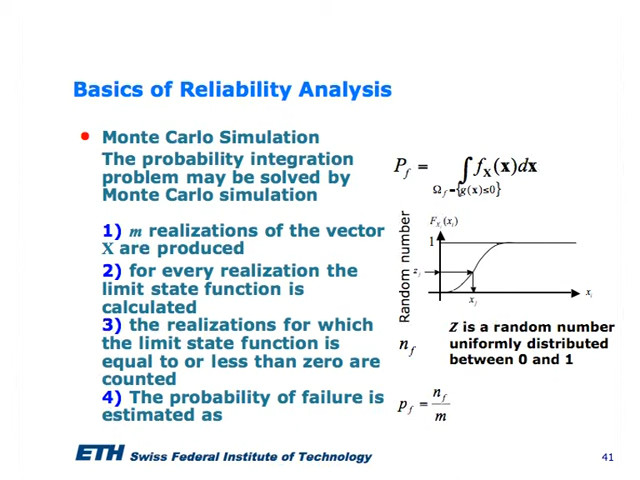 Basics of Reliability Analysis
• Monte Carlo Simulation
The probability integration
problem may be solved by
Monte Carlo simulation
P_f = ∫ f_X(x)dx
Ω_f={g(x)≤0}
1) m realizations of the vector
X are produced
2) for every realization the
limit state function is
calculated
3) the realizations for which
the limit state function is
equal to or less than zero are
counted
4) The probability of failure is
estimated as
Random number
F_{X_i}(x_i)
1
z_j
x_j
x_i
n_f
Z is a random number
uniformly distributed
between 0 and 1
p_f = n_f / m
ETH Swiss Federal Institute of Technology
41